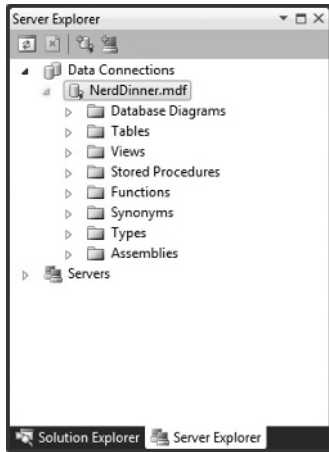 Server Explorer
Data Connections
NerdDinner.mdf
Database Diagrams
Tables
Views
Stored Procedures
Functions
Synonyms
Types
Assemblies
Servers
Solution Explorer Server Explorer